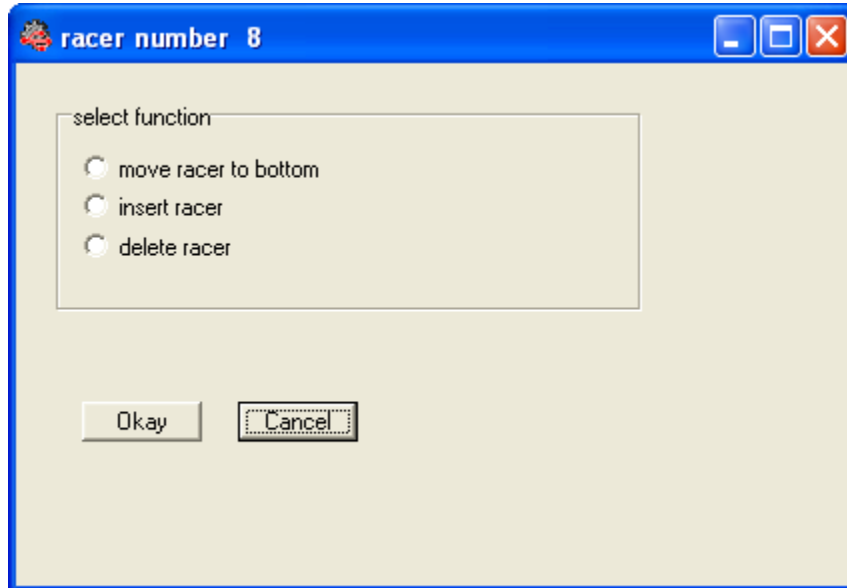 racer number 8
select function
move racer to bottom
insert racer
delete racer
Okay Cancel